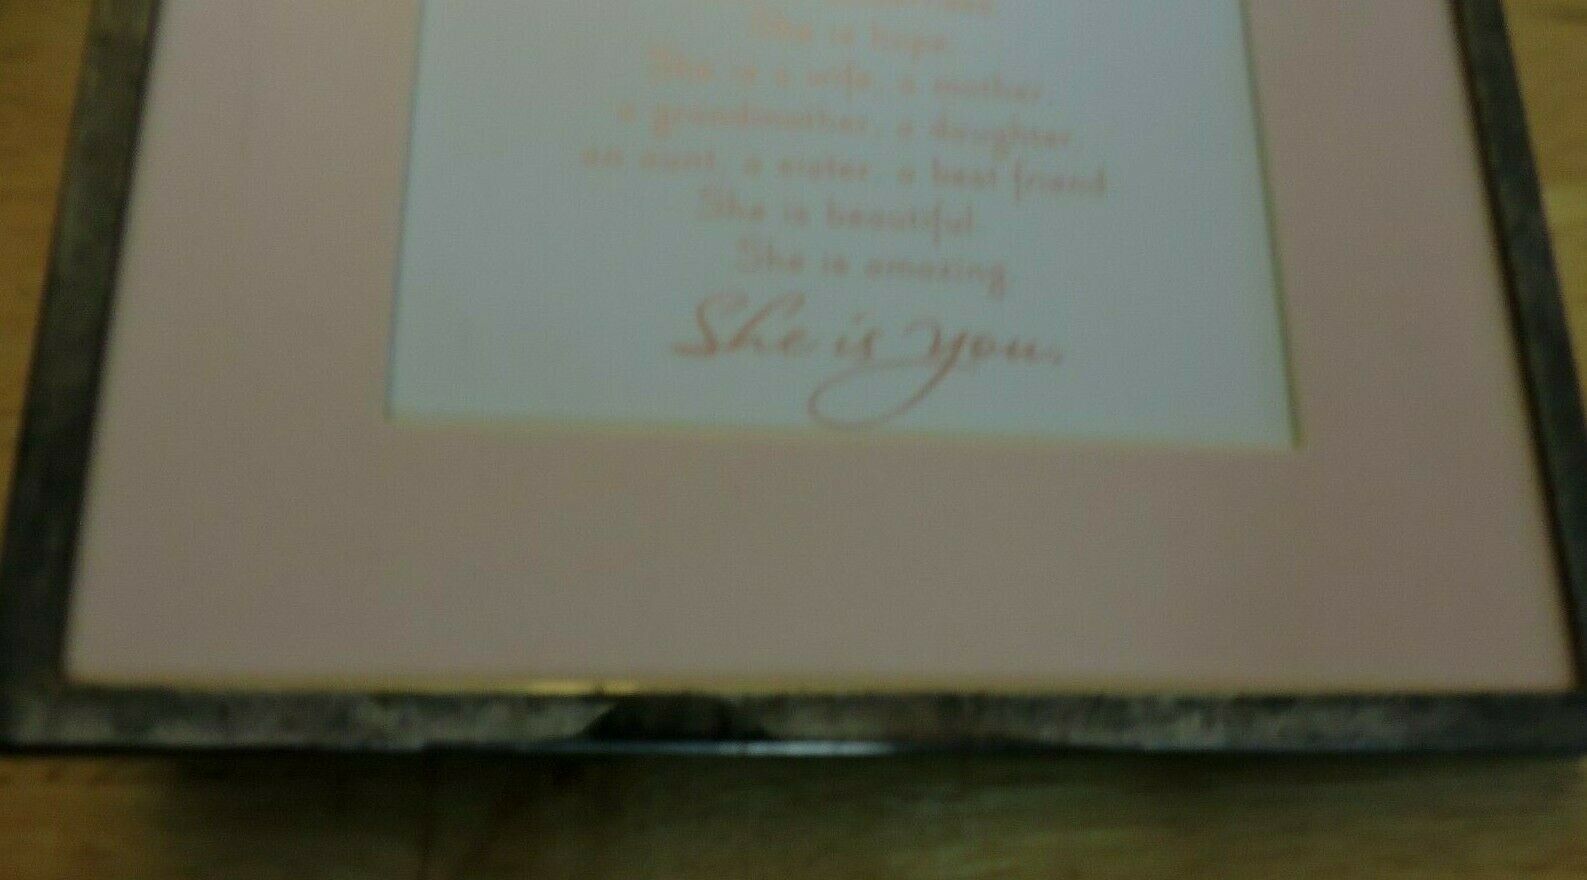 She is hope.
She is a wife, a mother,
a grandmother, a daughter,
an aunt, a sister, a best friend.
She is beautiful.
She is amazing.
She is you.